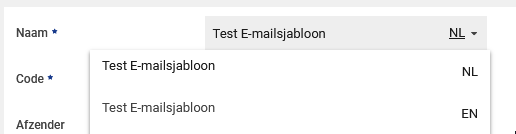 Naam * Test E-mailsjabloon NL
Test E-mailsjabloon NL
Code *
Test E-mailsjabloon EN
Afzender